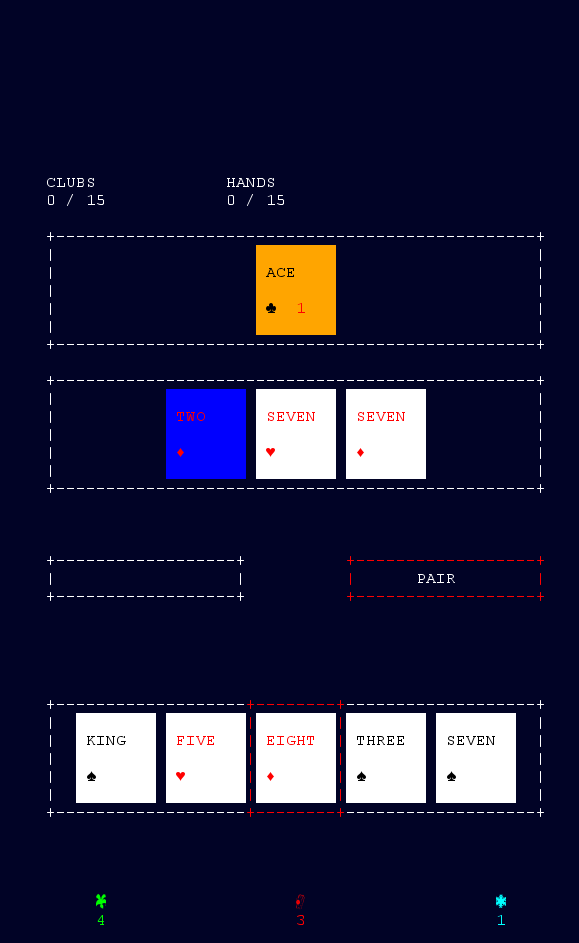 CLUBS HANDS
0 / 15 0 / 15
ACE
♣ 1
TWO SEVEN SEVEN
♦ ♥ ♦
PAIR
KING FIVE EIGHT THREE SEVEN
♠ ♥ ♦ ♠ ♠
4 3 1